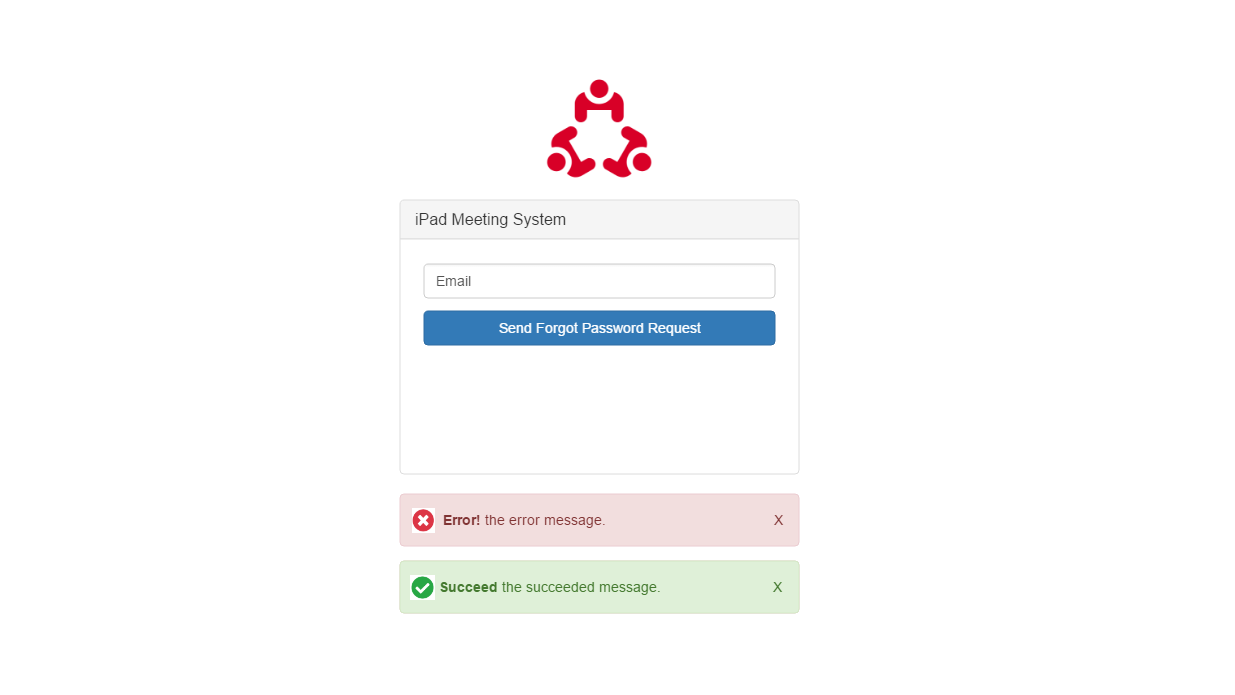 iPad Meeting System
Email
Send Forgot Password Request
Error! the error message. X
Succeed the succeeded message. X